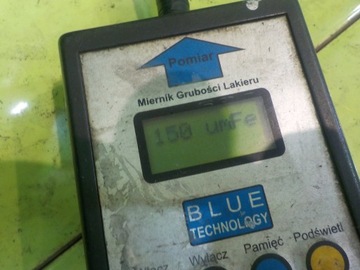 Pomiar
Miernik Grubości Lakieru
150 umFe
BLUE
TECHNOLOGY
Wyłącz Pamięć Podświetl